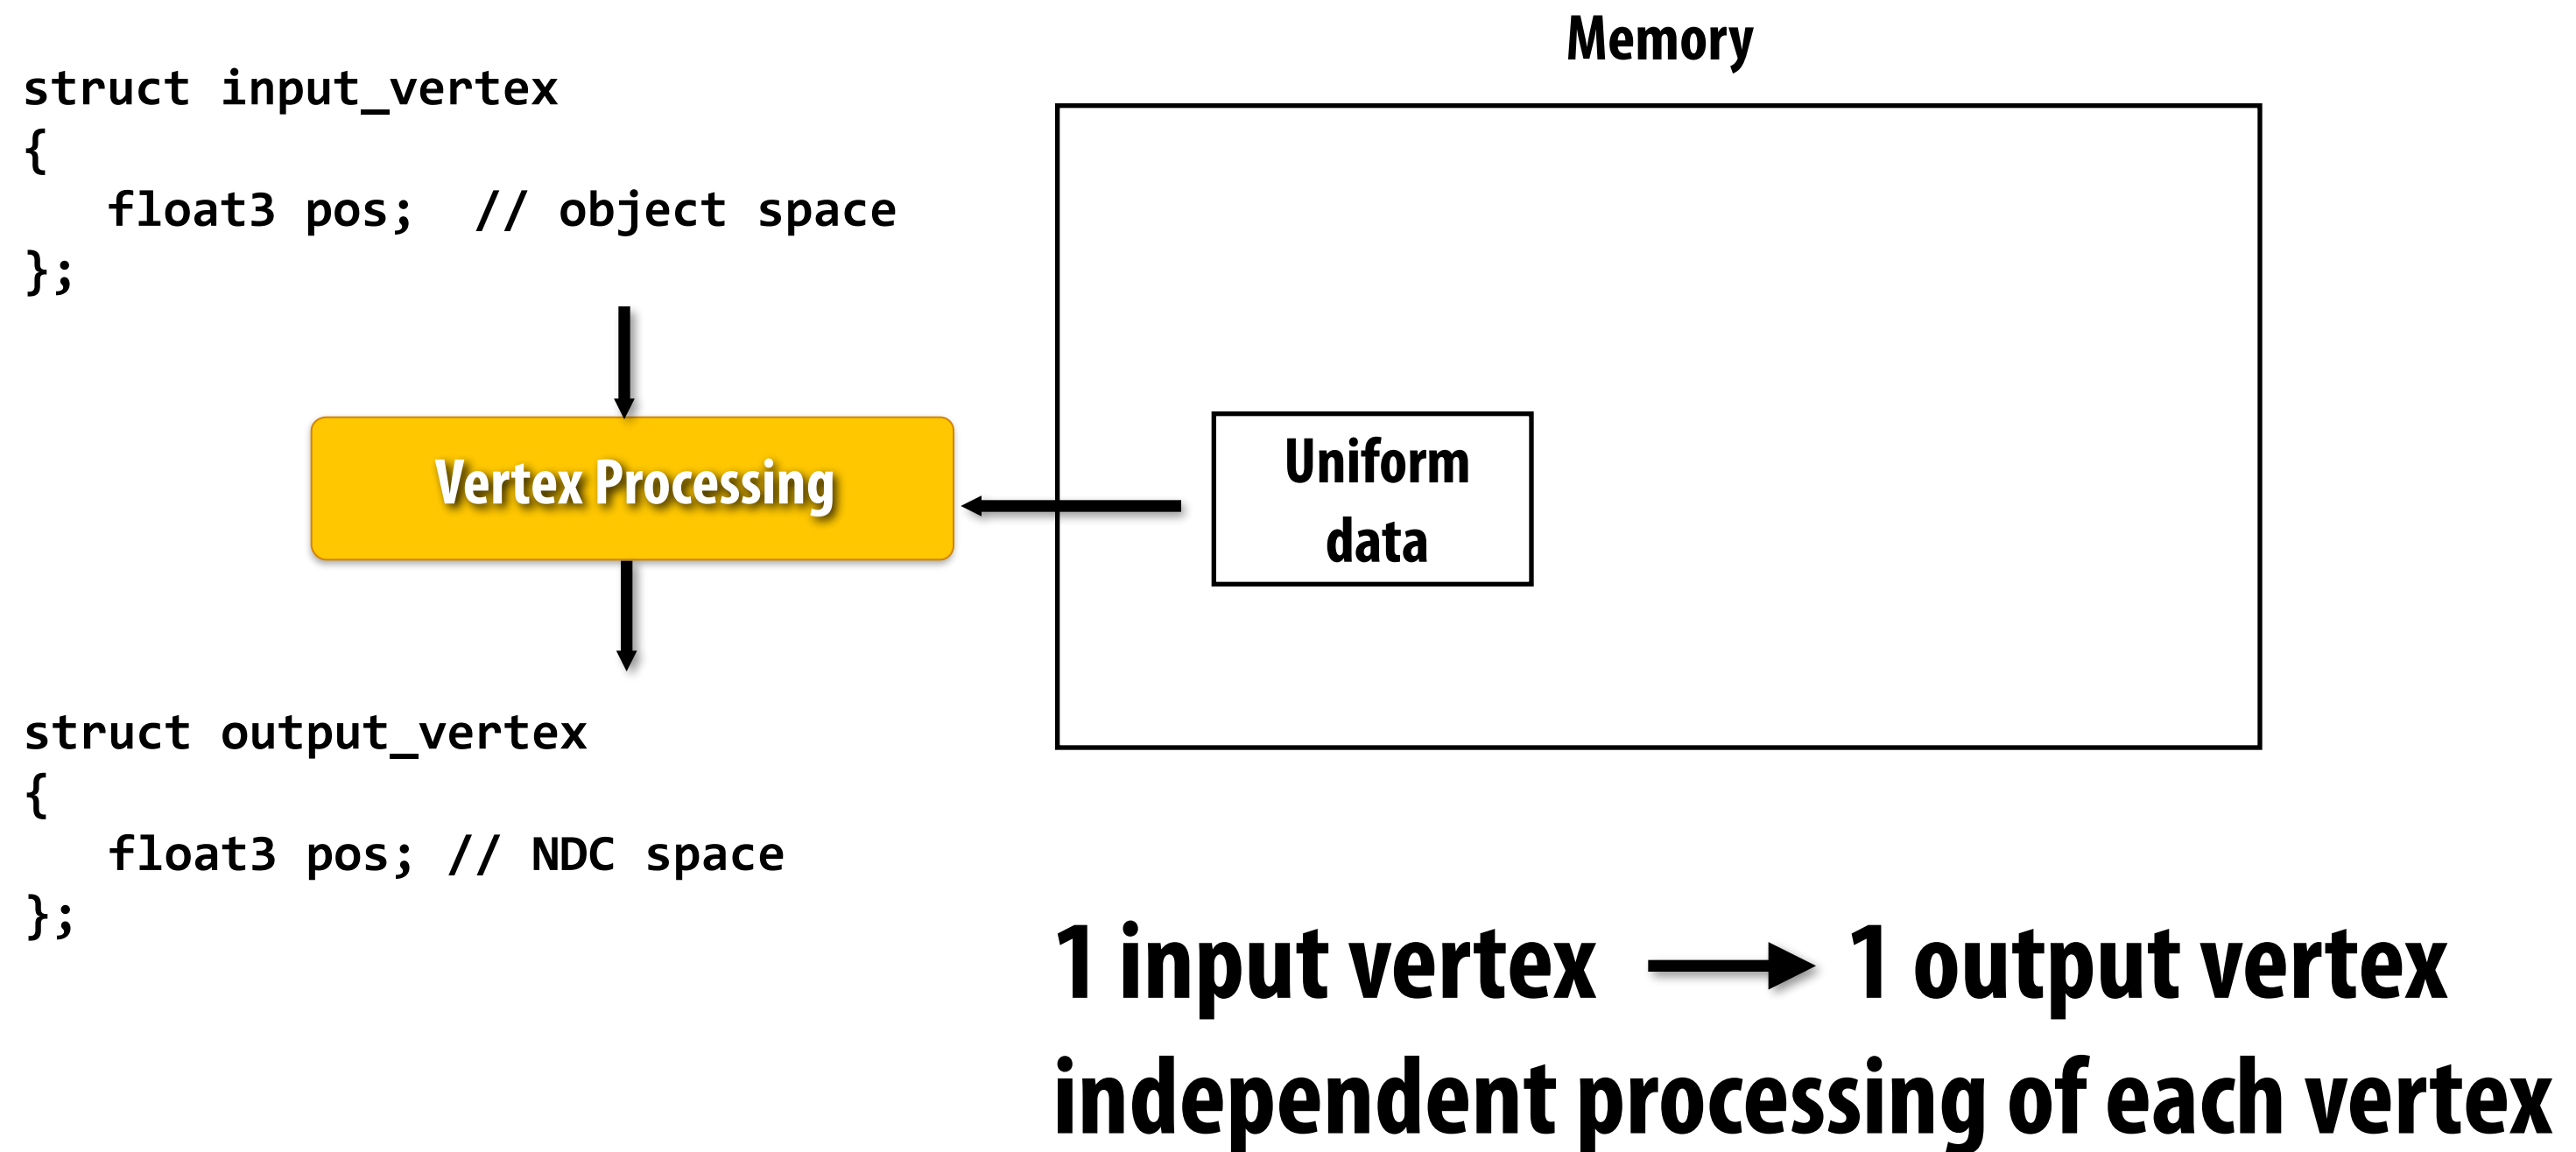 struct input_vertex
{
   float3 pos;  // object space
};
Vertex Processing
struct output_vertex
{
   float3 pos; // NDC space
};
Memory
Uniform
data
1 input vertex → 1 output vertex
independent processing of each vertex